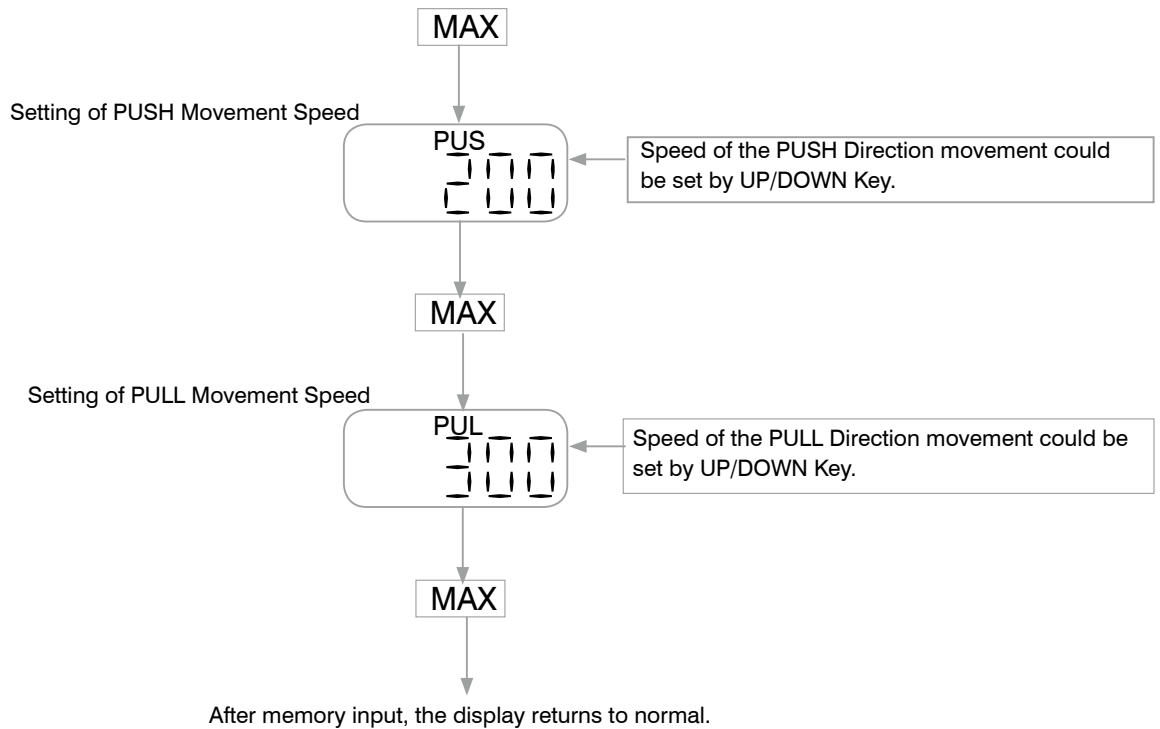 MAX
Setting of PUSH Movement Speed
PUS
200
Speed of the PUSH Direction movement could
be set by UP/DOWN Key.
MAX
Setting of PULL Movement Speed
PUL
300
Speed of the PULL Direction movement could be
set by UP/DOWN Key.
MAX
After memory input, the display returns to normal.